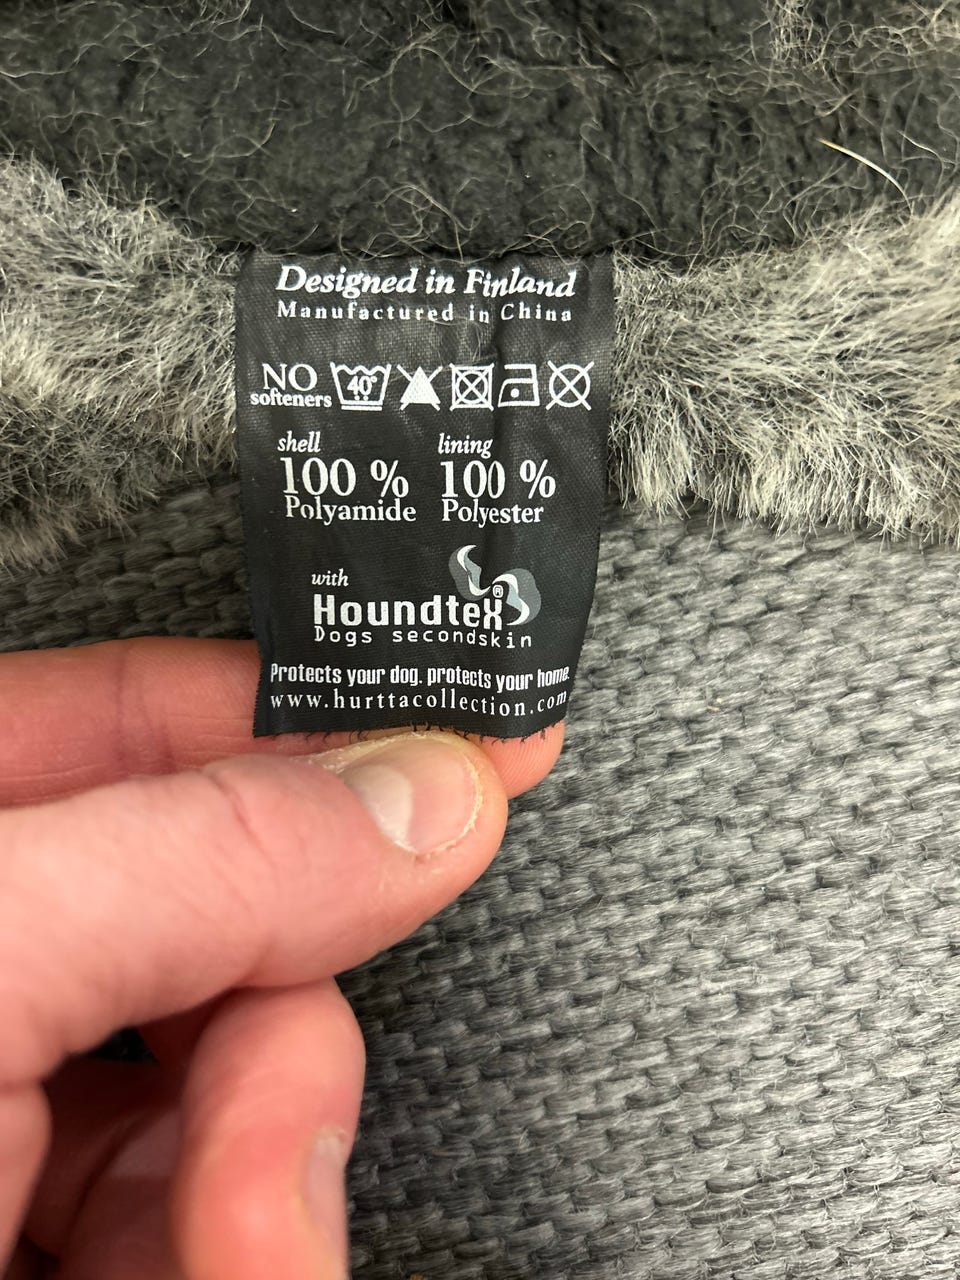 Designed in Finland
Manufactured in China
NO
softeners
40°
shell
100 %
Polyamide
lining
100 %
Polyester
with
Houndtex®
Dogs secondskin
Protects your dog. protects your home.
www.hurttacollection.com